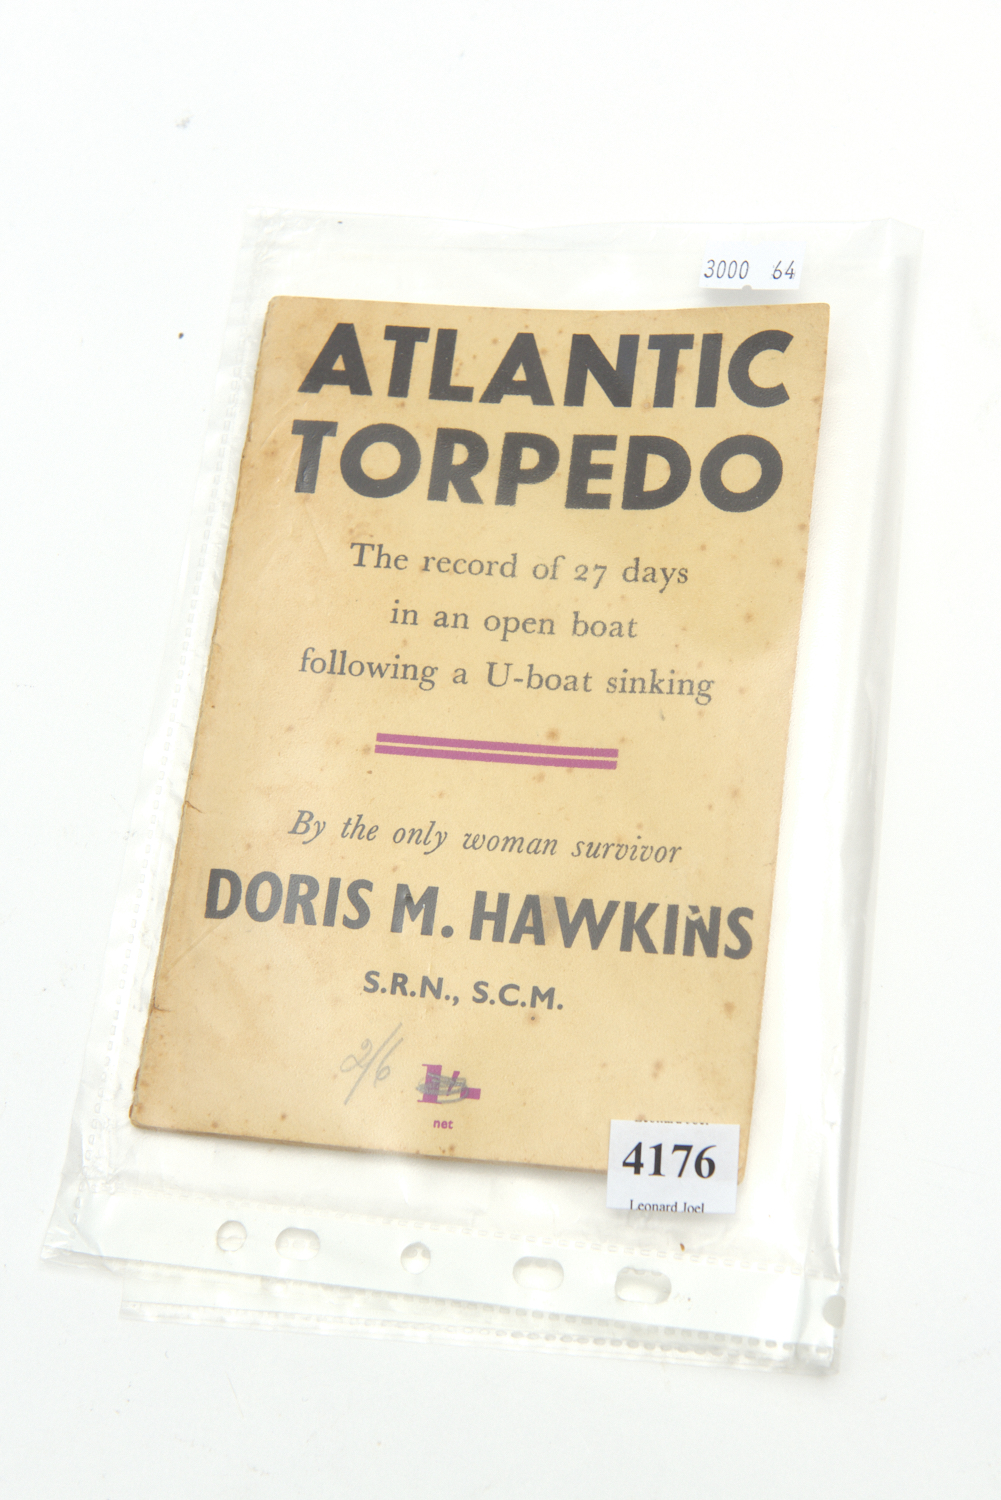 3000 64
ATLANTIC
TORPEDO
The record of 27 days
in an open boat
following a U-boat sinking
By the only woman survivor
DORIS M. HAWKINS
S.R.N., S.C.M.
2/6
net
4176
Leonard Joel